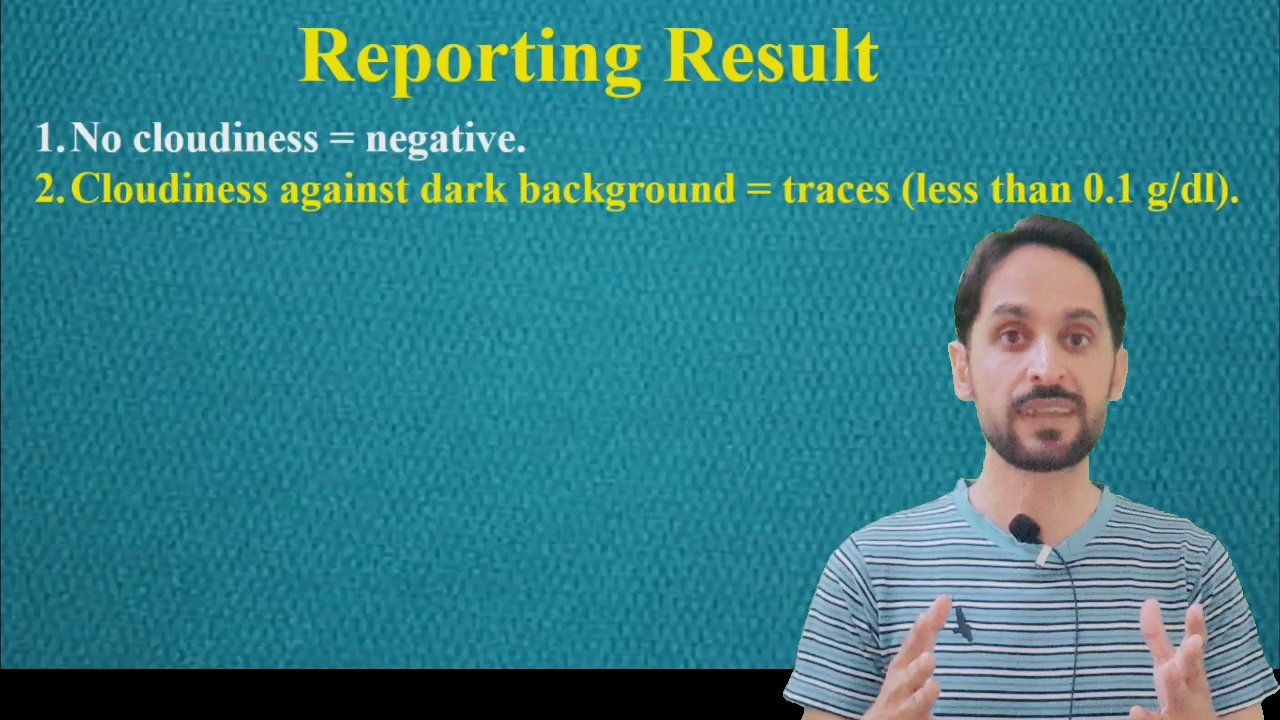 Reporting Result
1. No cloudiness = negative.
2. Cloudiness against dark background = traces (less than 0.1 g/dl).